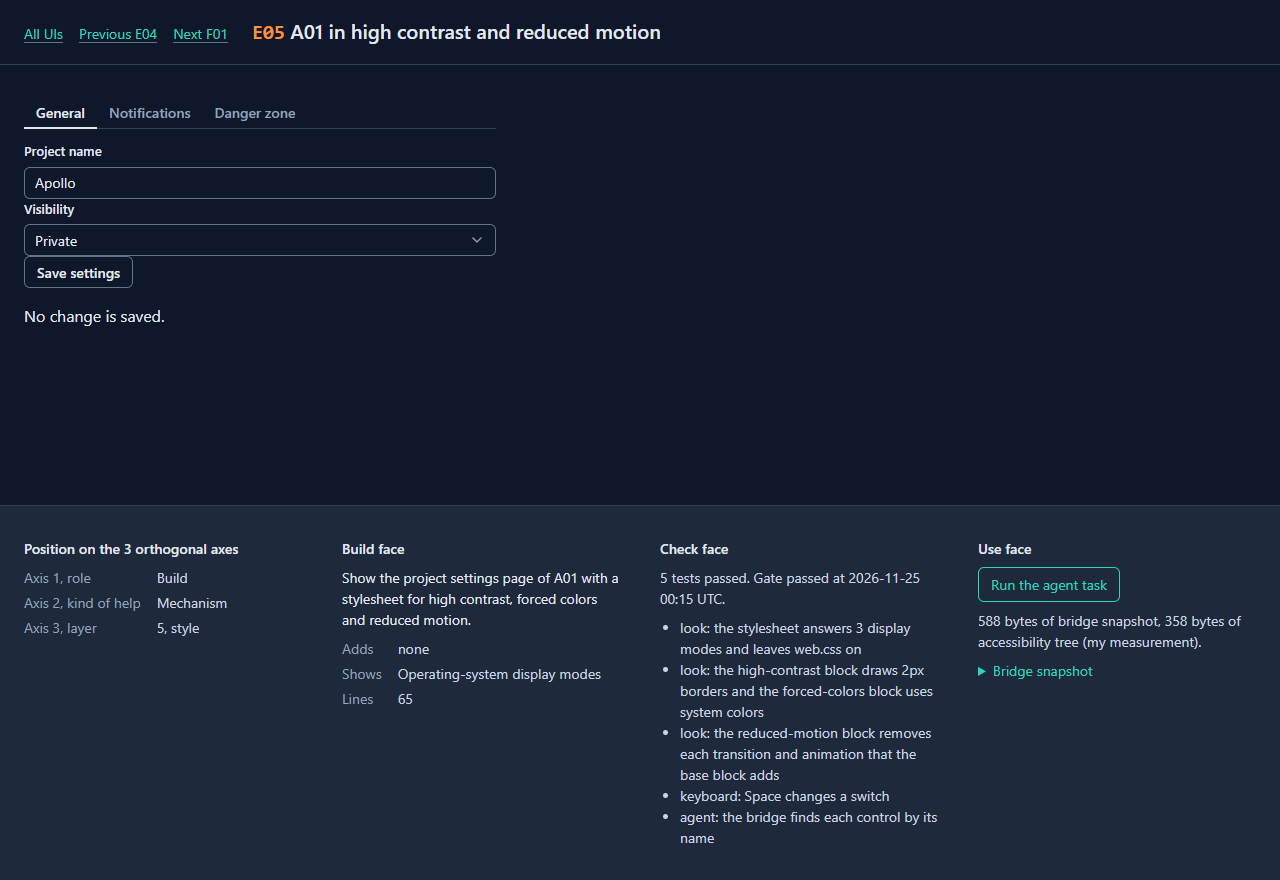 All UIs Previous E04 Next F01 E05 A01 in high contrast and reduced motion
General Notifications Danger zone
Project name
Apollo
Visibility
Private
Save settings
No change is saved.
Position on the 3 orthogonal axes
Axis 1, role Build
Axis 2, kind of help Mechanism
Axis 3, layer 5, style
Build face
Show the project settings page of A01 with a
stylesheet for high contrast, forced colors
and reduced motion.
Adds none
Shows Operating-system display modes
Lines 65
Check face
5 tests passed. Gate passed at 2026-11-25
00:15 UTC.
look: the stylesheet answers 3 display
modes and leaves web.css on
look: the high-contrast block draws 2px
borders and the forced-colors block uses
system colors
look: the reduced-motion block removes
each transition and animation that the
base block adds
keyboard: Space changes a switch
agent: the bridge finds each control by its
name
Use face
Run the agent task
588 bytes of bridge snapshot, 358 bytes of
accessibility tree (my measurement).
Bridge snapshot